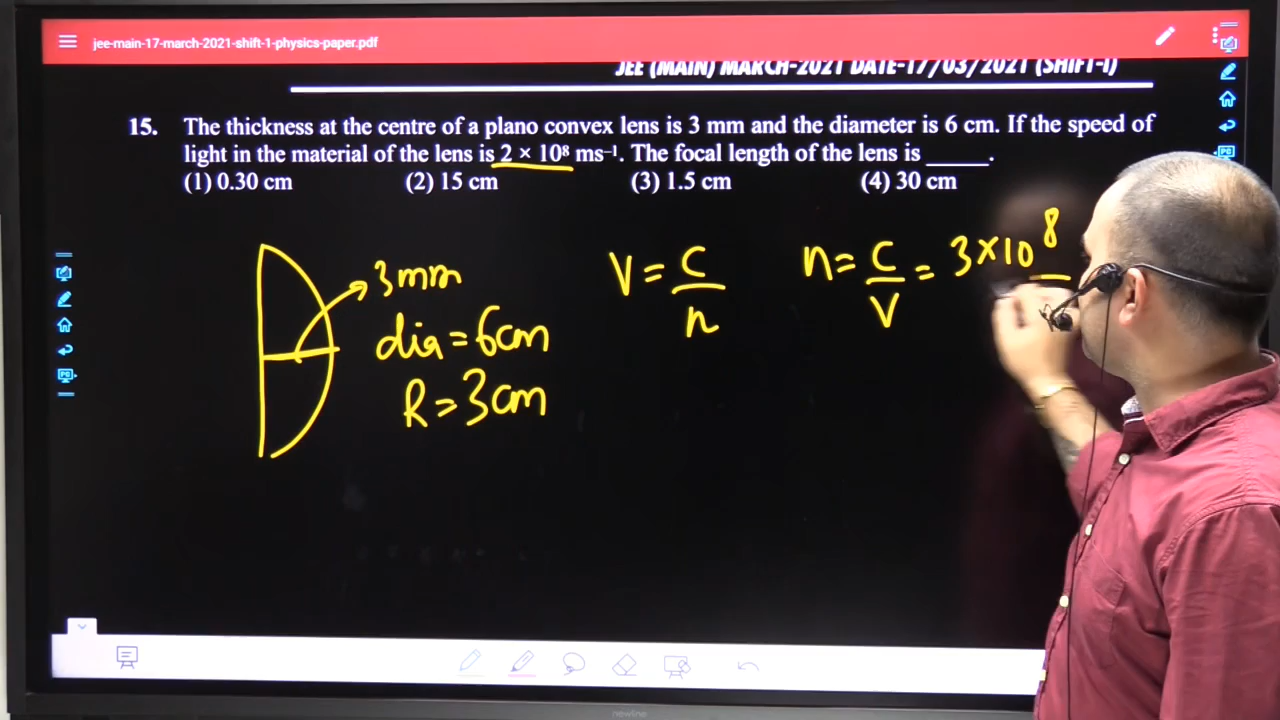 jee-main-17-march-2021-shift-1-physics-paper.pdf
JEE (MAIN) MARCH-2021 DATE-17/03/2021 (SHIFT-I)
15. The thickness at the centre of a plano convex lens is 3 mm and the diameter is 6 cm. If the speed of
light in the material of the lens is 2 × 10⁸ ms⁻¹. The focal length of the lens is _____.
(1) 0.30 cm (2) 15 cm (3) 1.5 cm (4) 30 cm
3mm
dia = 6cm
R = 3cm
V = C/n
n = C/V = 3×10⁸
newline